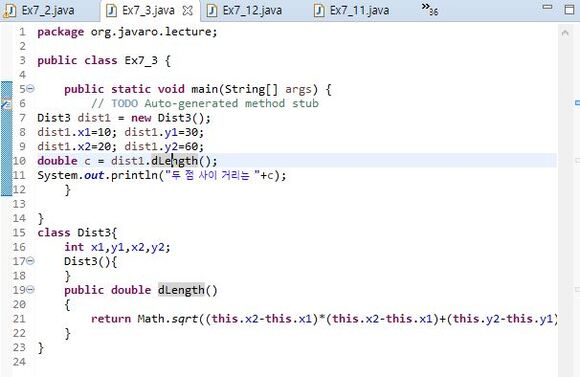 Ex7_2.java Ex7_3.java Ex7_12.java Ex7_11.java »36
1 package org.javaro.lecture;
2
3 public class Ex7_3 {
4
5 public static void main(String[] args) {
6 // TODO Auto-generated method stub
7 Dist3 dist1 = new Dist3();
8 dist1.x1=10; dist1.y1=30;
9 dist1.x2=20; dist1.y2=60;
10 double c = dist1.dLength();
11 System.out.println("두 점 사이 거리는 "+c);
12 }
13
14 }
15 class Dist3{
16 int x1,y1,x2,y2;
17 Dist3(){
18 }
19 public double dLength()
20 {
21 return Math.sqrt((this.x2-this.x1)*(this.x2-this.x1)+(this.y2-this.y1)
22 }
23 }
24